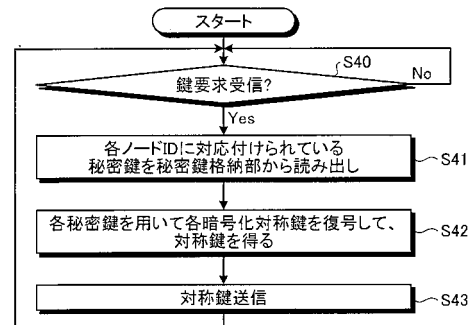 スタート
鍵要求受信?
S40
No
Yes
各ノードIDに対応付けられている
秘密鍵を秘密鍵格納部から読み出し
S41
各秘密鍵を用いて各暗号化対称鍵を復号して、
対称鍵を得る
S42
対称鍵送信
S43